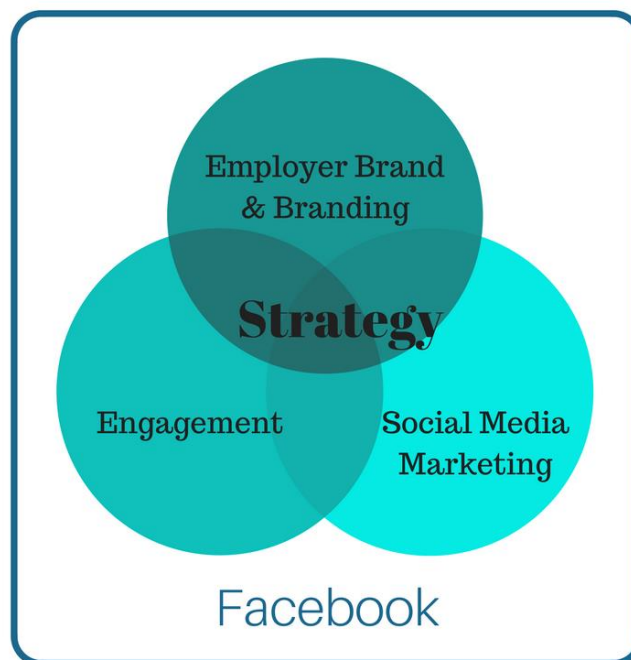 Employer Brand
& Branding
Strategy
Engagement
Social Media
Marketing
Facebook